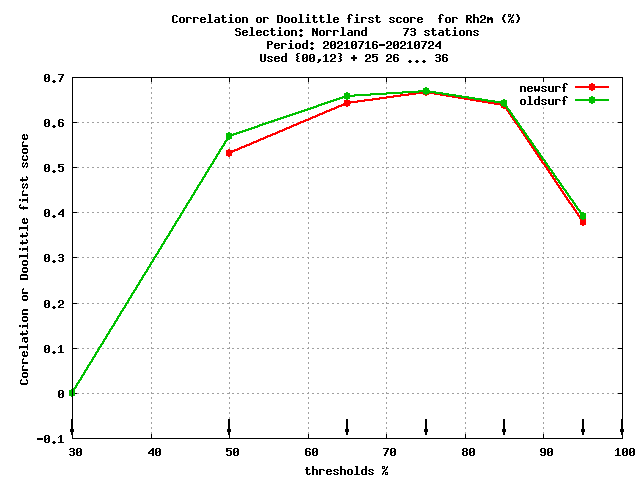 Correlation or Doolittle first score  for Rh2m (%)
Selection: Norrland     73 stations
Period: 20210716-20210724
Used {00,12} + 25 26 ... 36
newsurf
oldsurf
Correlation or Doolittle first score
0.7
0.6
0.5
0.4
0.3
0.2
0.1
0
-0.1
30 40 50 60 70 80 90 100
thresholds %